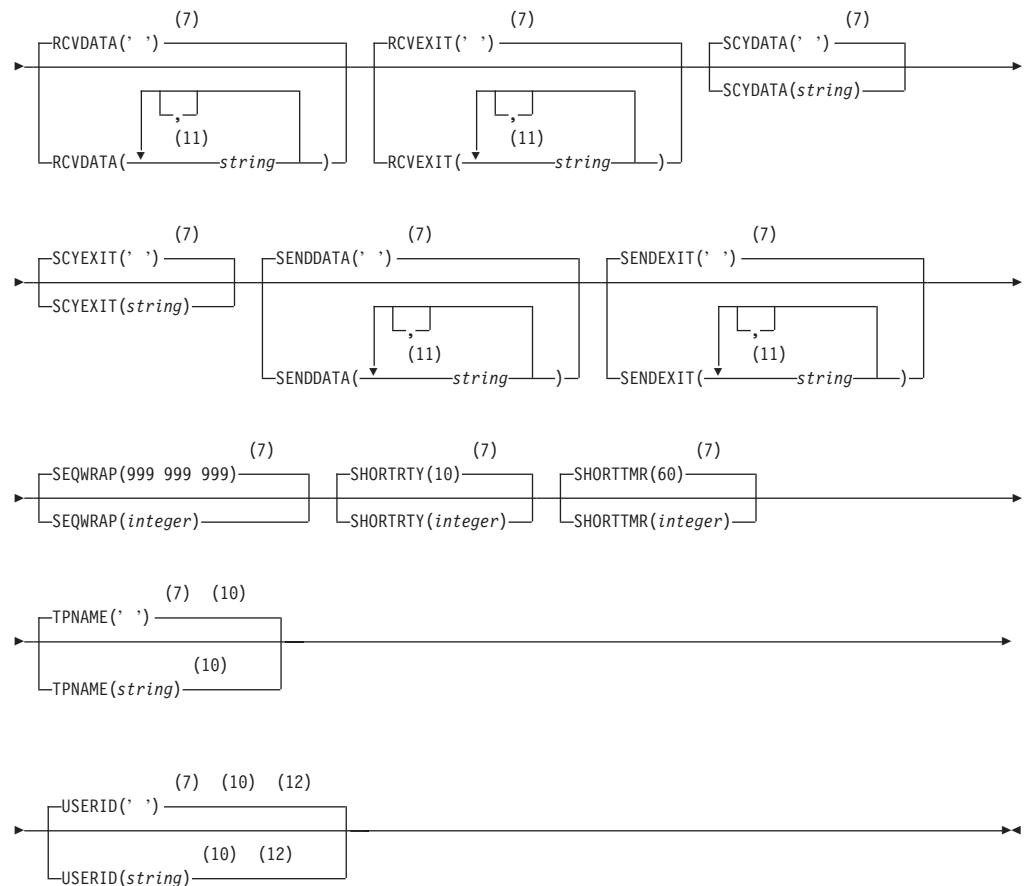 (7) (7) (7)
RCVDATA(’ ’) RCVEXIT(’ ’) SCYDATA(’ ’)
SCYDATA(string)
, ,
(11) (11)
RCVDATA( string ) RCVEXIT( string )
(7) (7) (7)
SCYEXIT(’ ’) SENDDATA(’ ’) SENDEXIT(’ ’)
SCYEXIT(string)
, ,
(11) (11)
SENDDATA( string ) SENDEXIT( string )
(7) (7) (7)
SEQWRAP(999 999 999) SHORTRTY(10) SHORTTMR(60)
SEQWRAP(integer) SHORTRTY(integer) SHORTTMR(integer)
(7) (10)
TPNAME(’ ’)
(10)
TPNAME(string)
(7) (10) (12)
USERID(’ ’)
(10) (12)
USERID(string)